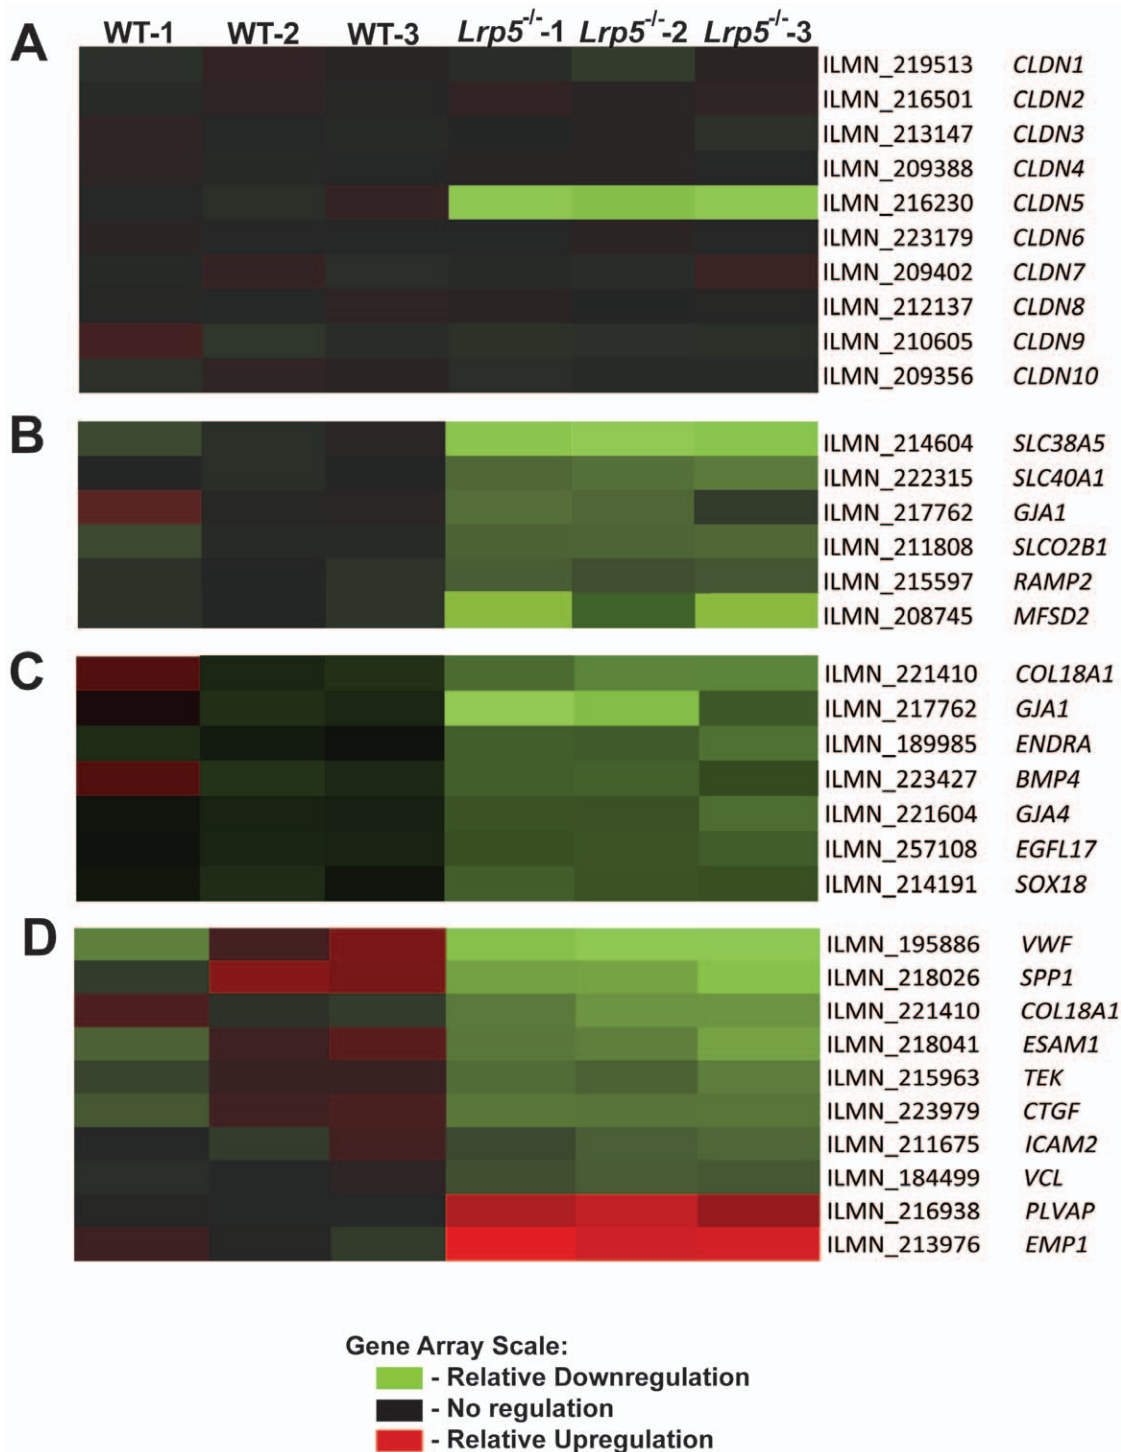 A WT-1 WT-2 WT-3 Lrp5-/--1 Lrp5-/--2 Lrp5-/--3
ILMN_219513 CLDN1
ILMN_216501 CLDN2
ILMN_213147 CLDN3
ILMN_209388 CLDN4
ILMN_216230 CLDN5
ILMN_223179 CLDN6
ILMN_209402 CLDN7
ILMN_212137 CLDN8
ILMN_210605 CLDN9
ILMN_209356 CLDN10
B
ILMN_214604 SLC38A5
ILMN_222315 SLC40A1
ILMN_217762 GJA1
ILMN_211808 SLCO2B1
ILMN_215597 RAMP2
ILMN_208745 MFSD2
C
ILMN_221410 COL18A1
ILMN_217762 GJA1
ILMN_189985 ENDRA
ILMN_223427 BMP4
ILMN_221604 GJA4
ILMN_257108 EGFL17
ILMN_214191 SOX18
D
ILMN_195886 VWF
ILMN_218026 SPP1
ILMN_221410 COL18A1
ILMN_218041 ESAM1
ILMN_215963 TEK
ILMN_223979 CTGF
ILMN_211675 ICAM2
ILMN_184499 VCL
ILMN_216938 PLVAP
ILMN_213976 EMP1
Gene Array Scale:
- Relative Downregulation
- No regulation
- Relative Upregulation